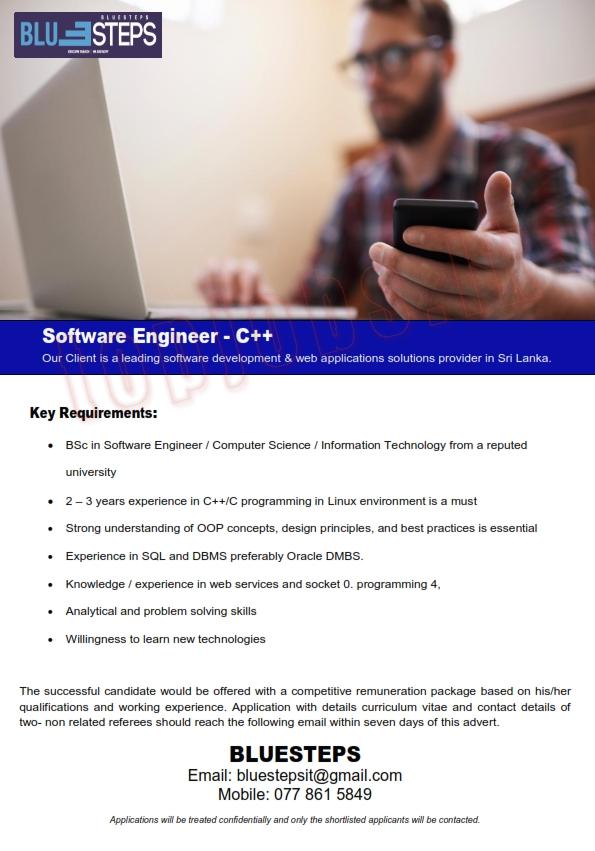 BLUESTEPS
BLU STEPS
Software Engineer - C++
Our Client is a leading software development & web applications solutions provider in Sri Lanka.
Key Requirements:
• BSc in Software Engineer / Computer Science / Information Technology from a reputed
university
• 2 – 3 years experience in C++/C programming in Linux environment is a must
• Strong understanding of OOP concepts, design principles, and best practices is essential
• Experience in SQL and DBMS preferably Oracle DMBS.
• Knowledge / experience in web services and socket 0. programming 4,
• Analytical and problem solving skills
• Willingness to learn new technologies
The successful candidate would be offered with a competitive remuneration package based on his/her
qualifications and working experience. Application with details curriculum vitae and contact details of
two- non related referees should reach the following email within seven days of this advert.
BLUESTEPS
Email: bluestepsit@gmail.com
Mobile: 077 861 5849
Applications will be treated confidentially and only the shortlisted applicants will be contacted.